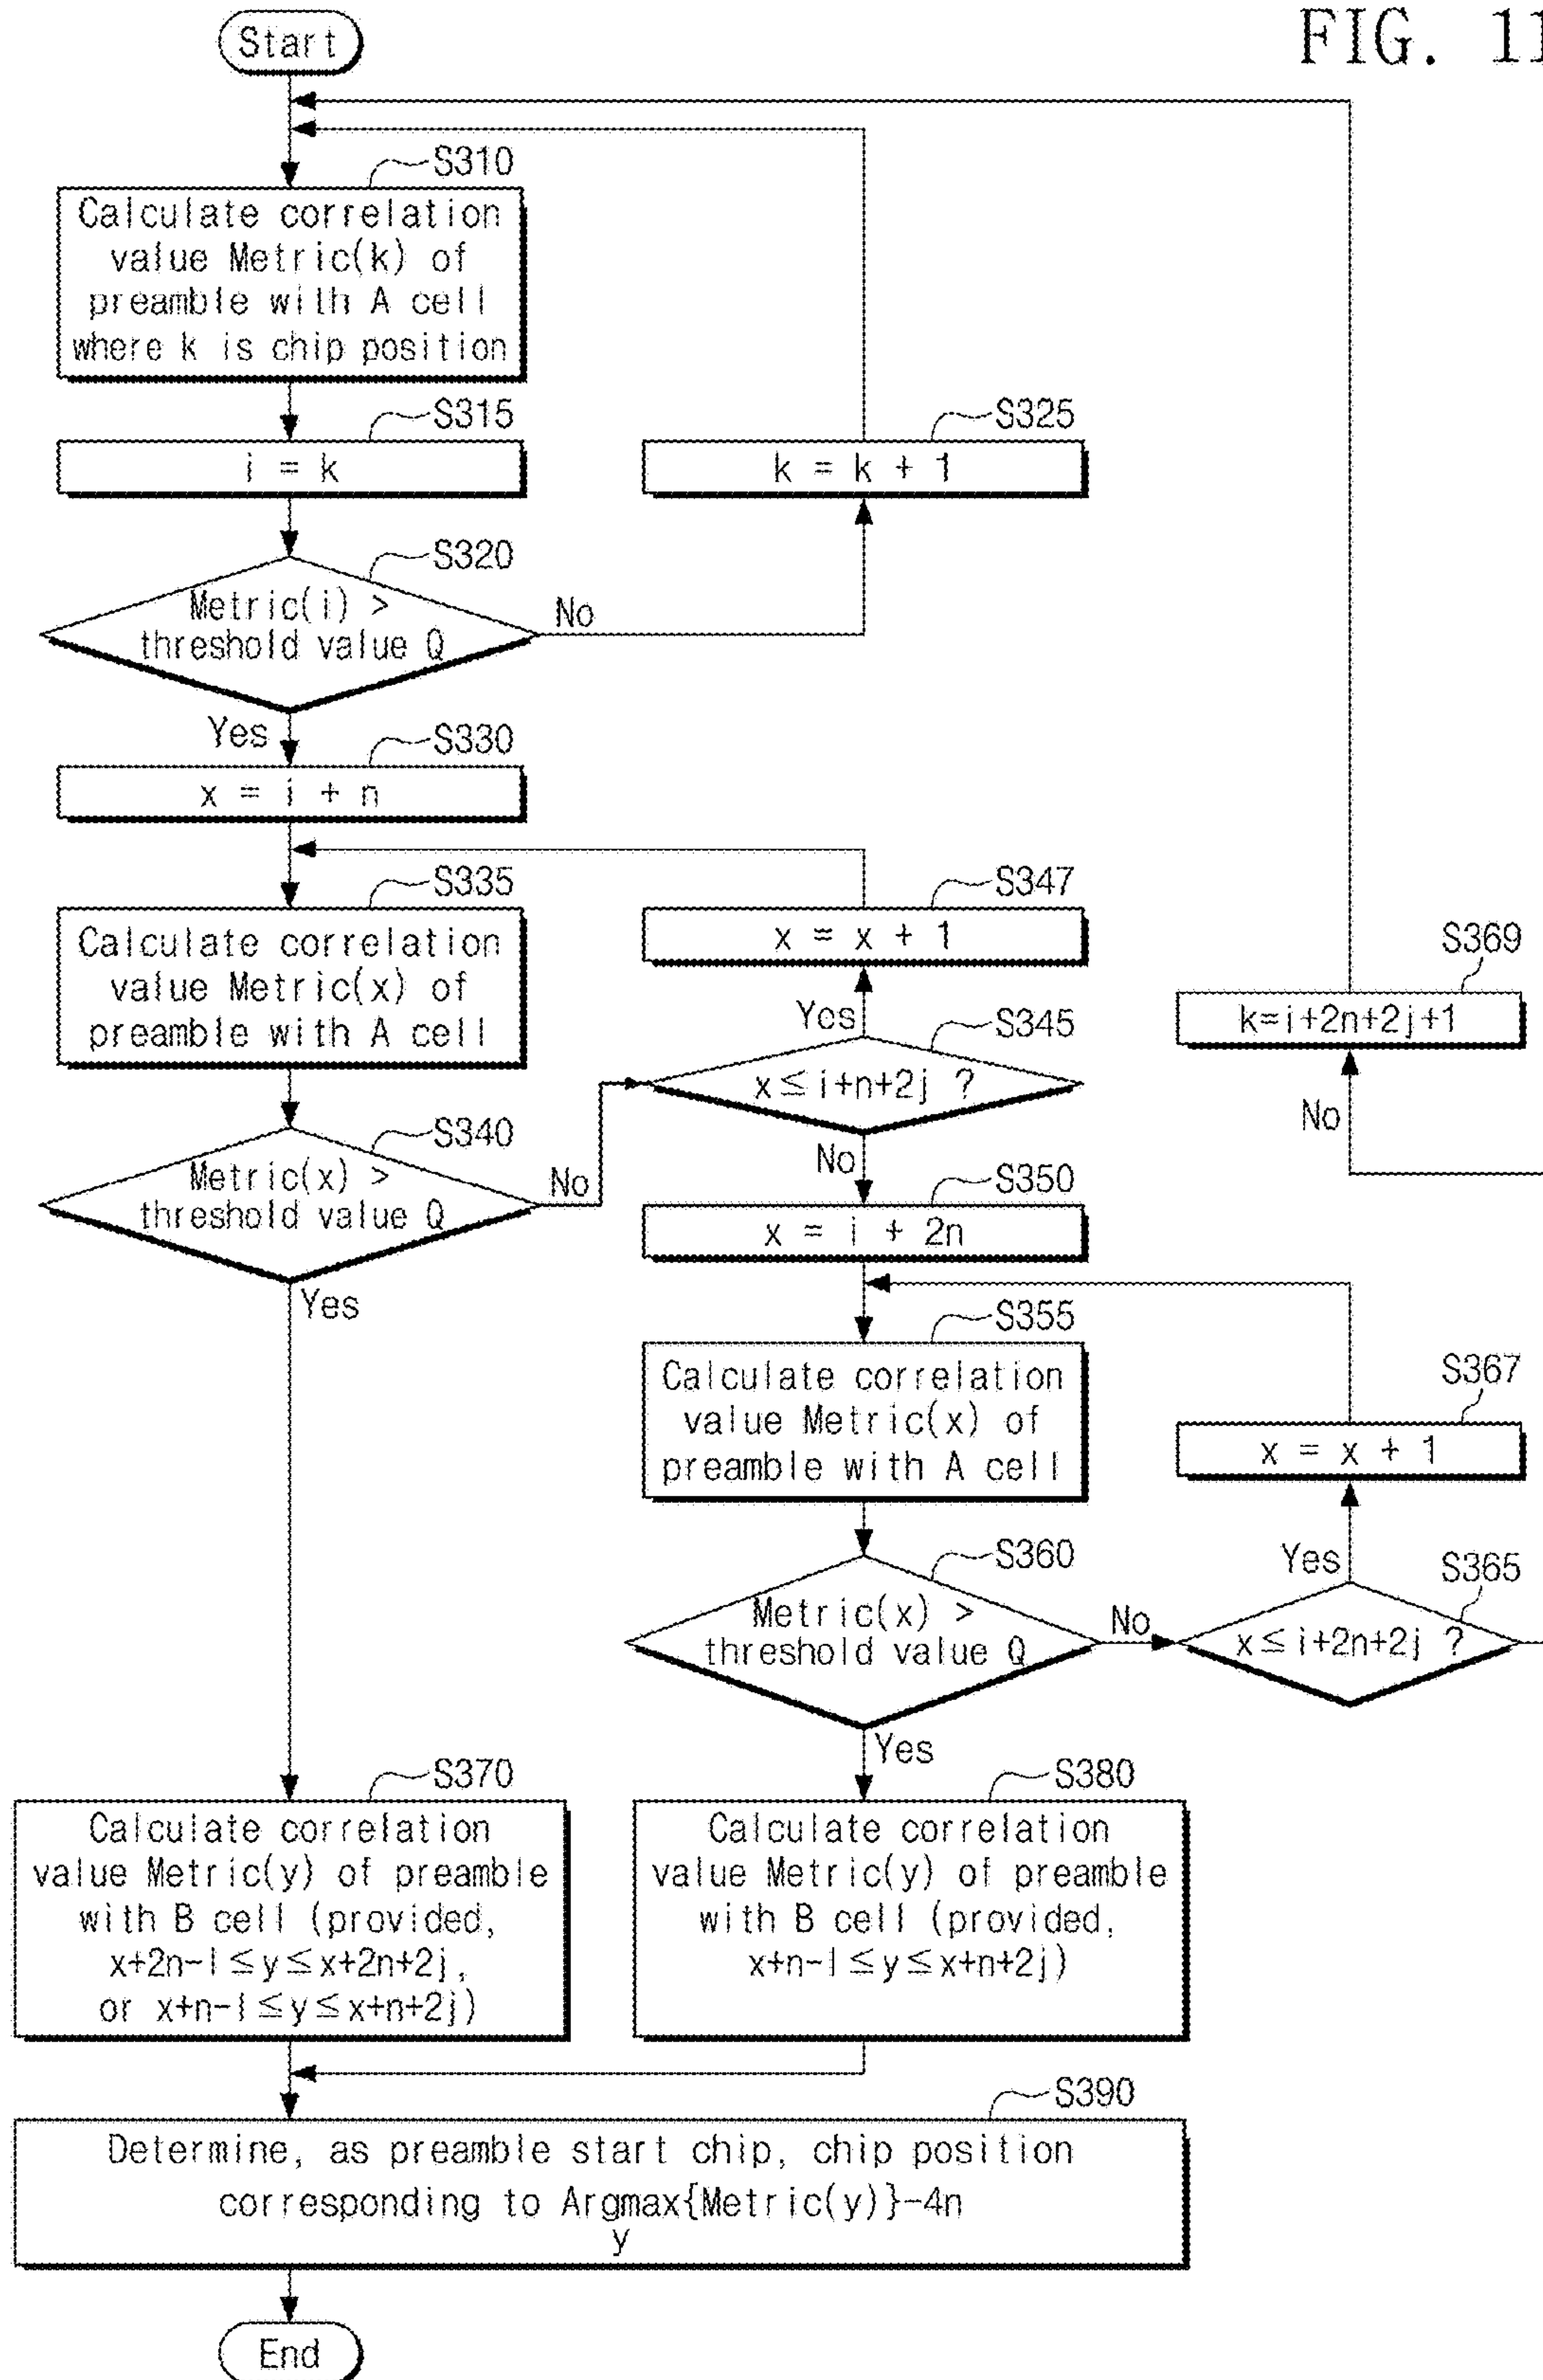 FIG. 11
Start
S310
Calculate correlation
value Metric(k) of
preamble with A cell
where k is chip position
S315
i = k
S325
k = k + 1
S320
Metric(i) >
threshold value Q
No
Yes
S330
x = i + n
S335
Calculate correlation
value Metric(x) of
preamble with A cell
S347
x = x + 1
S369
k=i+2n+2j+1
Yes
S345
x≤i+n+2j ?
No
S340
Metric(x) >
threshold value Q
No
Yes
No
S350
x = i + 2n
S355
Calculate correlation
value Metric(x) of
preamble with A cell
S367
x = x + 1
S360
Metric(x) >
threshold value Q
No
Yes
Yes
S365
x≤i+2n+2j ?
S370
Calculate correlation
value Metric(y) of preamble
with B cell (provided,
x+2n-l≤y≤x+2n+2j,
or x+n-l≤y≤x+n+2j)
S380
Calculate correlation
value Metric(y) of preamble
with B cell (provided,
x+n-l≤y≤x+n+2j)
S390
Determine, as preamble start chip, chip position
corresponding to Argmax{Metric(y)}-4n
y
End